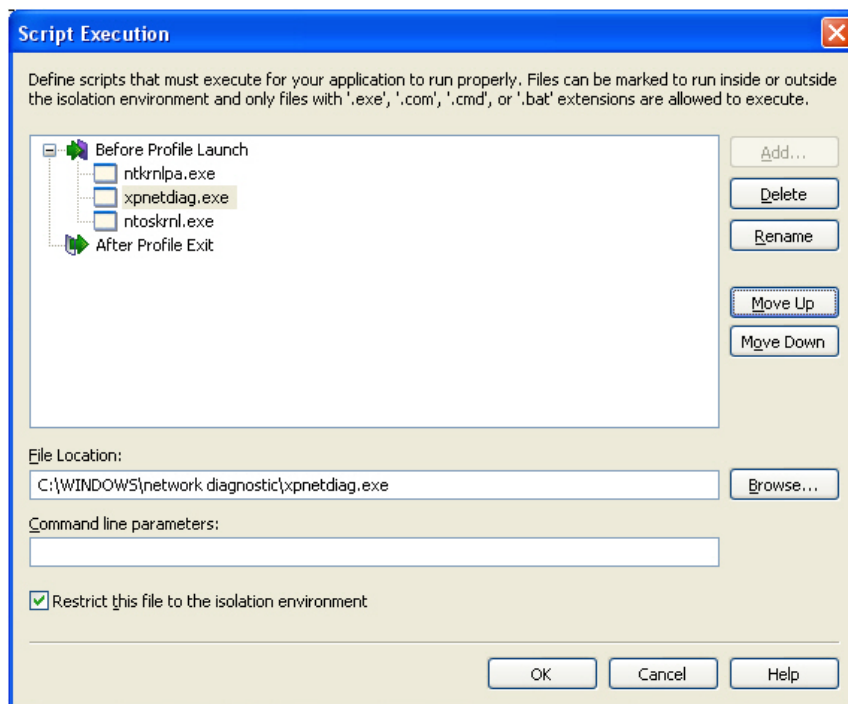 Script Execution
Define scripts that must execute for your application to run properly. Files can be marked to run inside or outside
the isolation environment and only files with '.exe', '.com', '.cmd', or '.bat' extensions are allowed to execute.
Before Profile Launch
ntkrnlpa.exe
xpnetdiag.exe
ntoskrnl.exe
After Profile Exit
Add...
Delete
Rename
Move Up
Move Down
File Location:
C:\WINDOWS\network diagnostic\xpnetdiag.exe
Browse...
Command line parameters:
Restrict this file to the isolation environment
OK
Cancel
Help